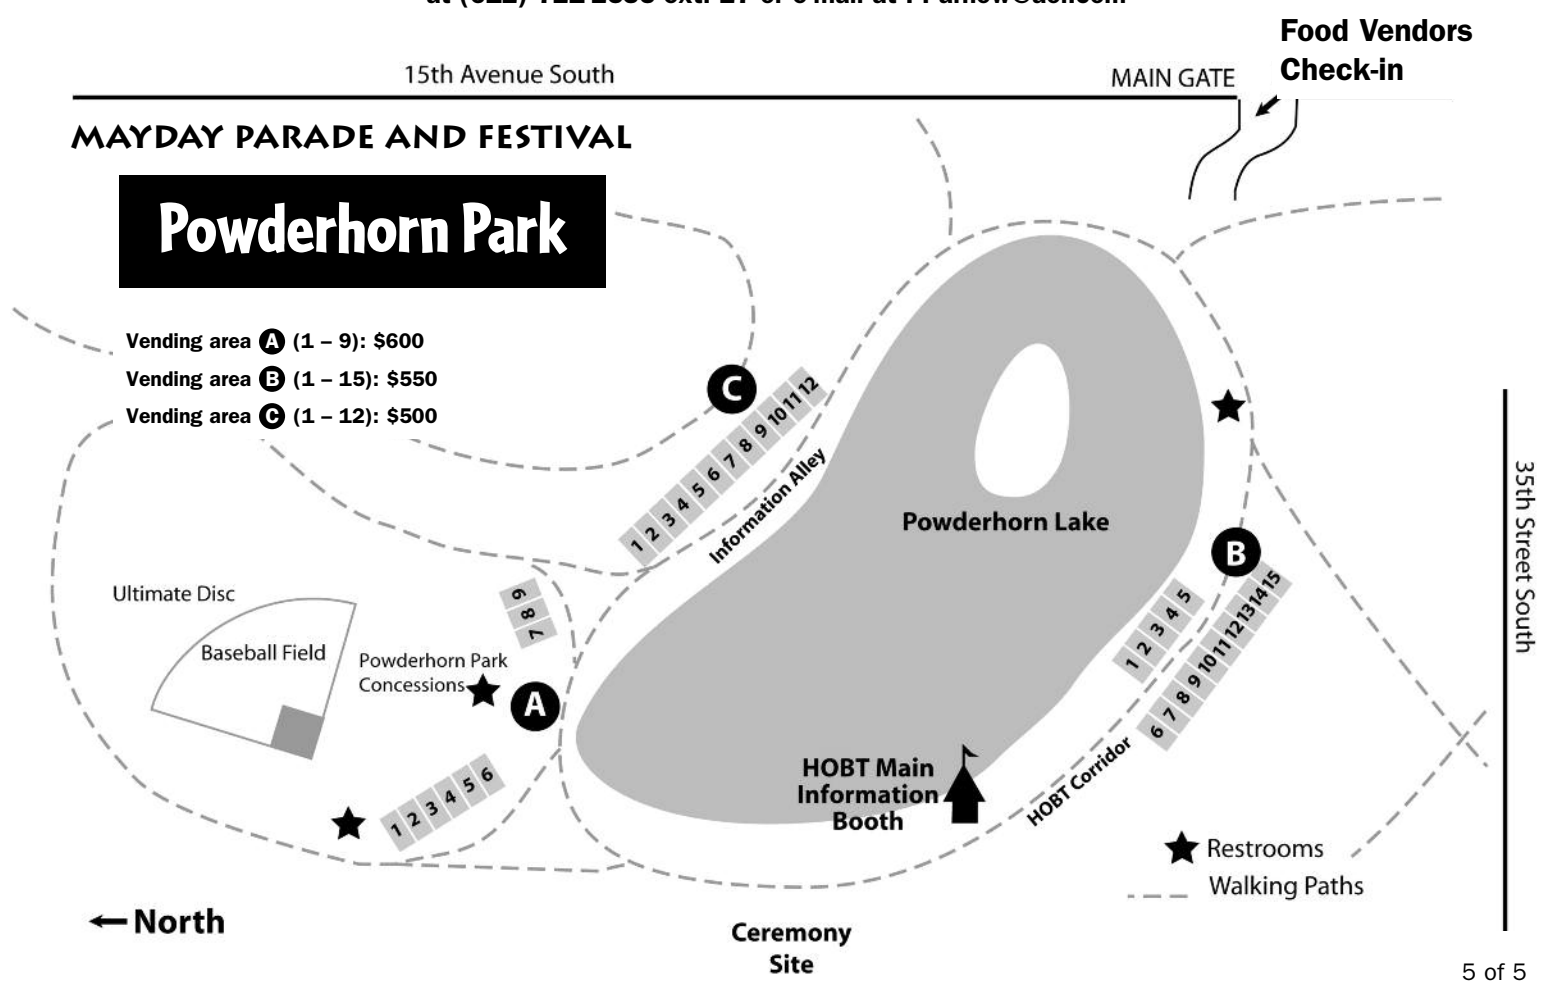 Food Vendors
Check-in
15th Avenue South
MAIN GATE
MAYDAY PARADE AND FESTIVAL
Powderhorn Park
Vending area A (1 – 9): $600
Vending area B (1 – 15): $550
Vending area C (1 – 12): $500
C
1 2 3 4 5 6 7 8 9 10 11 12
Information Alley
Powderhorn Lake
35th Street South
B
1 2 3 4 5
6 7 8 9 10 11 12 13 14 15
Ultimate Disc
Baseball Field
9 8 7
Powderhorn Park
Concessions
A
1 2 3 4 5 6
HOBT Main
Information
Booth
HOBT Corridor
Restrooms
Walking Paths
North
Ceremony
Site
5 of 5